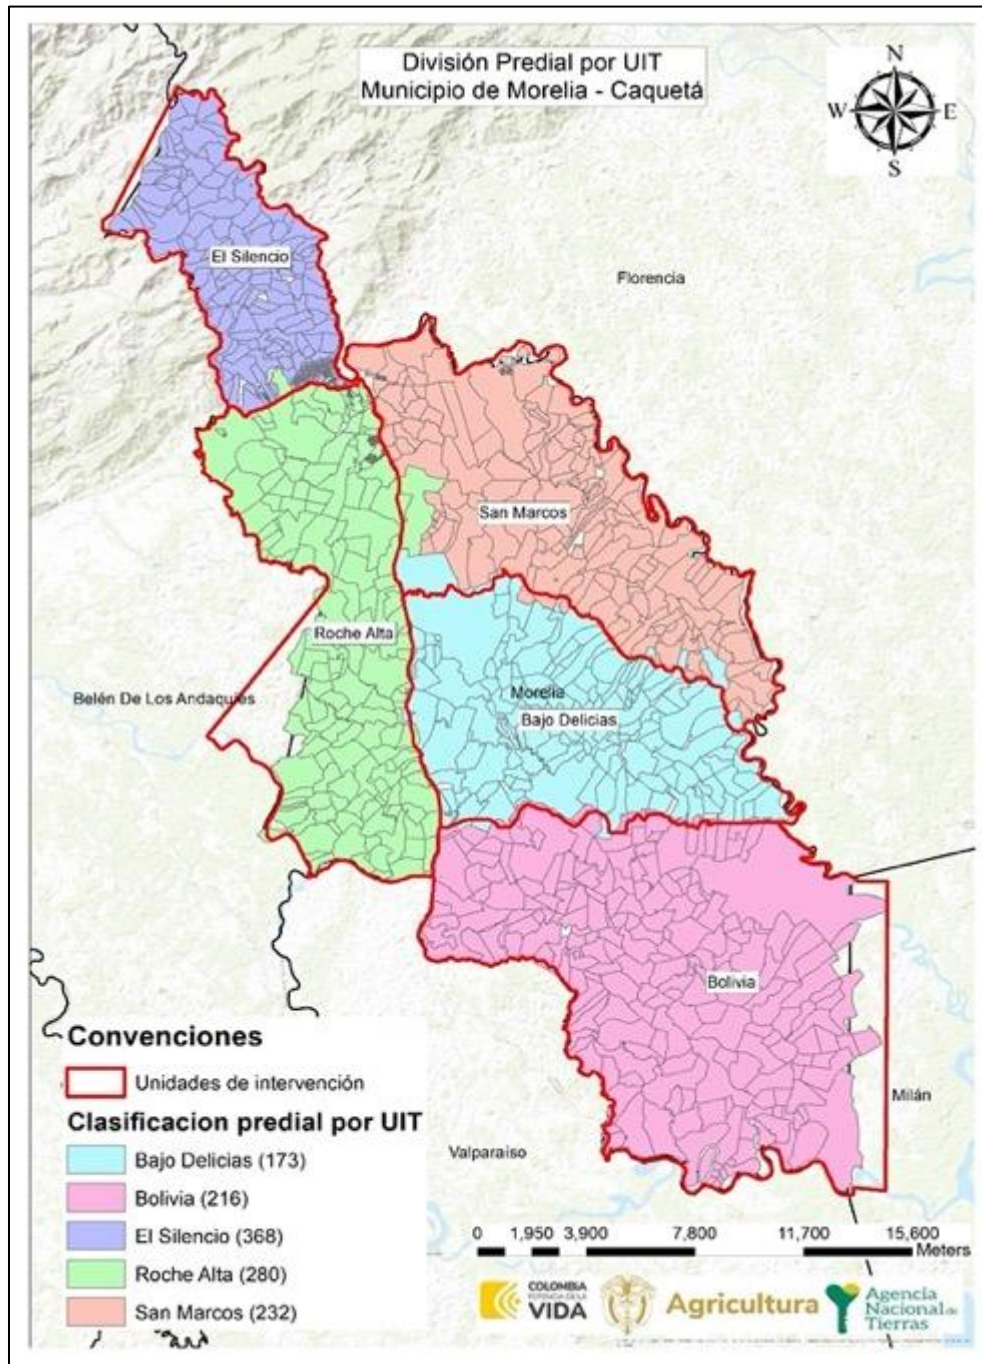 División Predial por UIT
Municipio de Morelia - Caquetá
N
W
E
S
El Silencio
Florencia
San Marcos
Roche Alta
Belén De Los Andaquíes
Morelia
Bajo Delicias
Bolivia
Milán
Valparaiso
Convenciones
Unidades de intervención
Clasificacion predial por UIT
Bajo Delicias (173)
Bolivia (216)
El Silencio (368)
Roche Alta (280)
San Marcos (232)
0 1,950 3,900 7,800 11,700 15,600
Meters
COLOMBIA
POTENCIA DE LA
VIDA
Agricultura
Agencia
Nacional de
Tierras